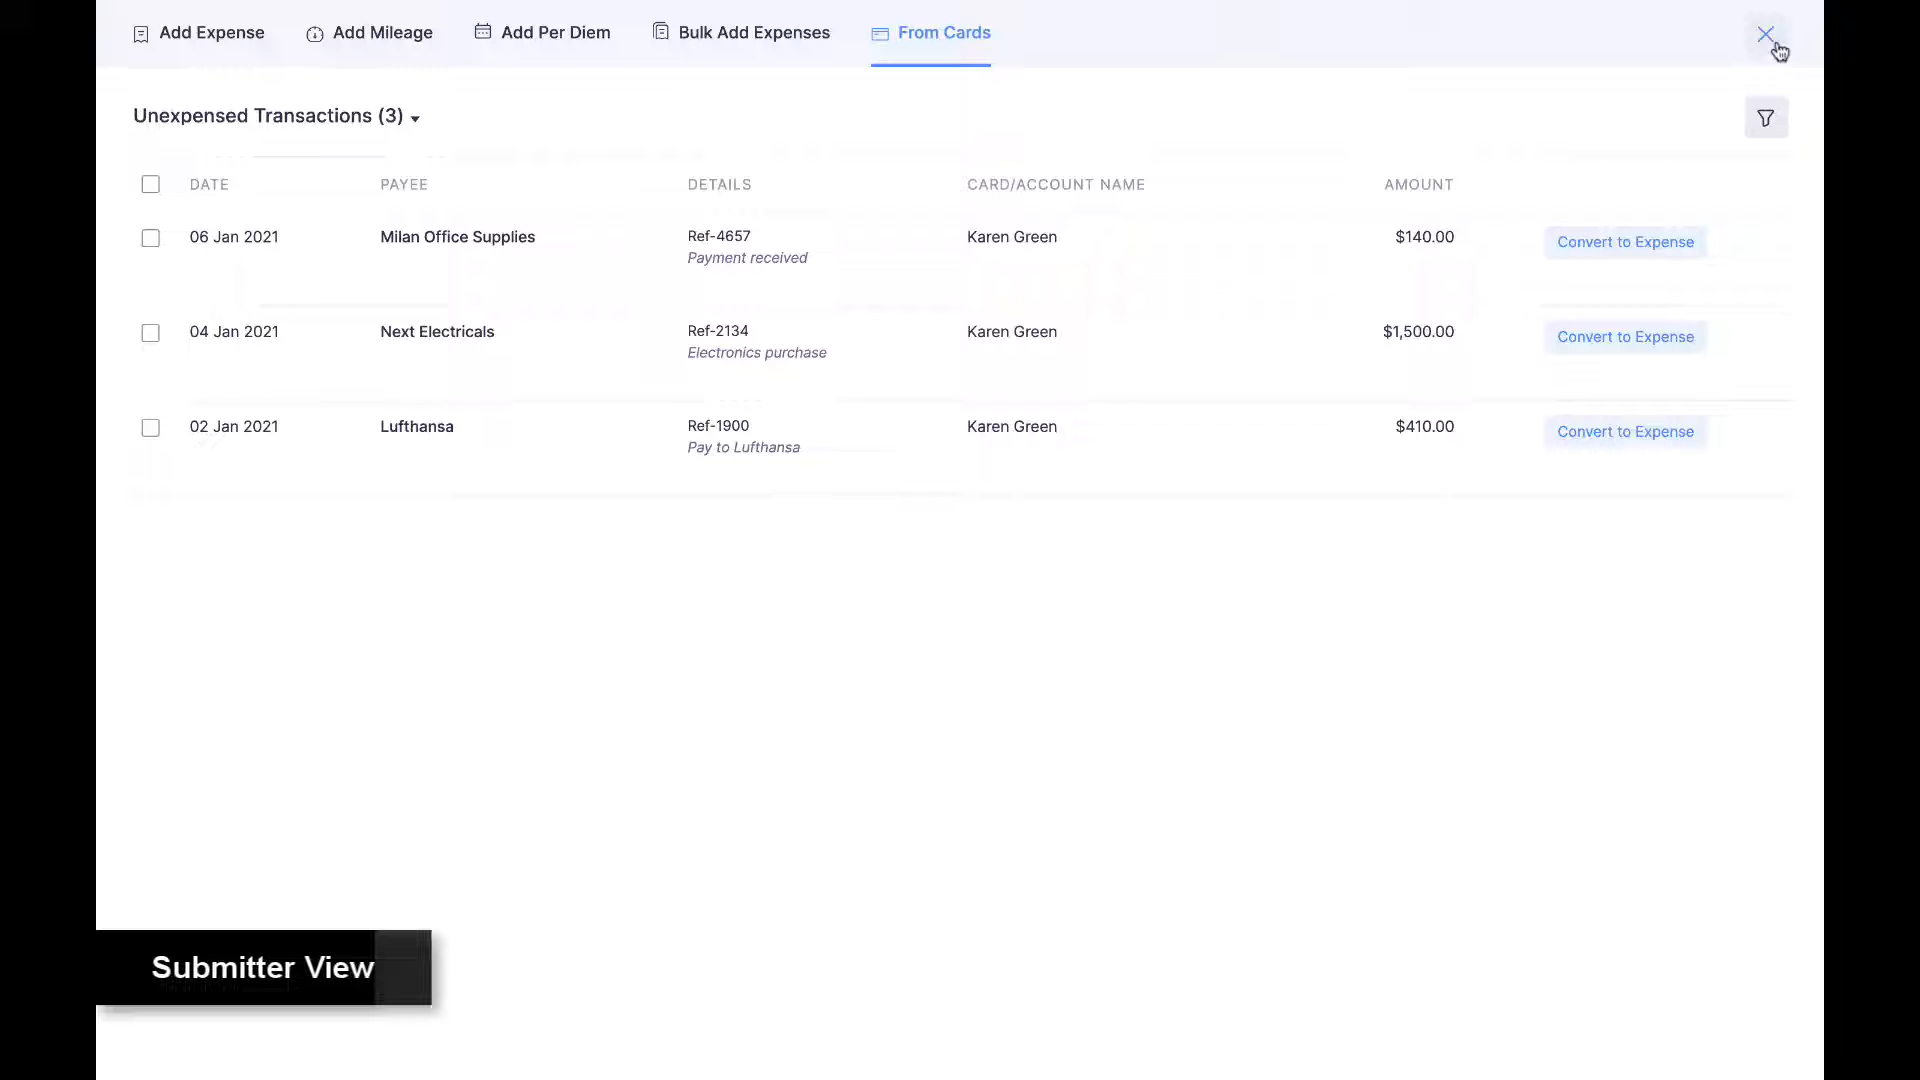 Add Expense Add Mileage Add Per Diem Bulk Add Expenses From Cards
Unexpensed Transactions (3)
DATE PAYEE DETAILS CARD/ACCOUNT NAME AMOUNT
06 Jan 2021 Milan Office Supplies Ref-4657 Karen Green $140.00 Convert to Expense
Payment received
04 Jan 2021 Next Electricals Ref-2134 Karen Green $1,500.00 Convert to Expense
Electronics purchase
02 Jan 2021 Lufthansa Ref-1900 Karen Green $410.00 Convert to Expense
Pay to Lufthansa
Submitter View